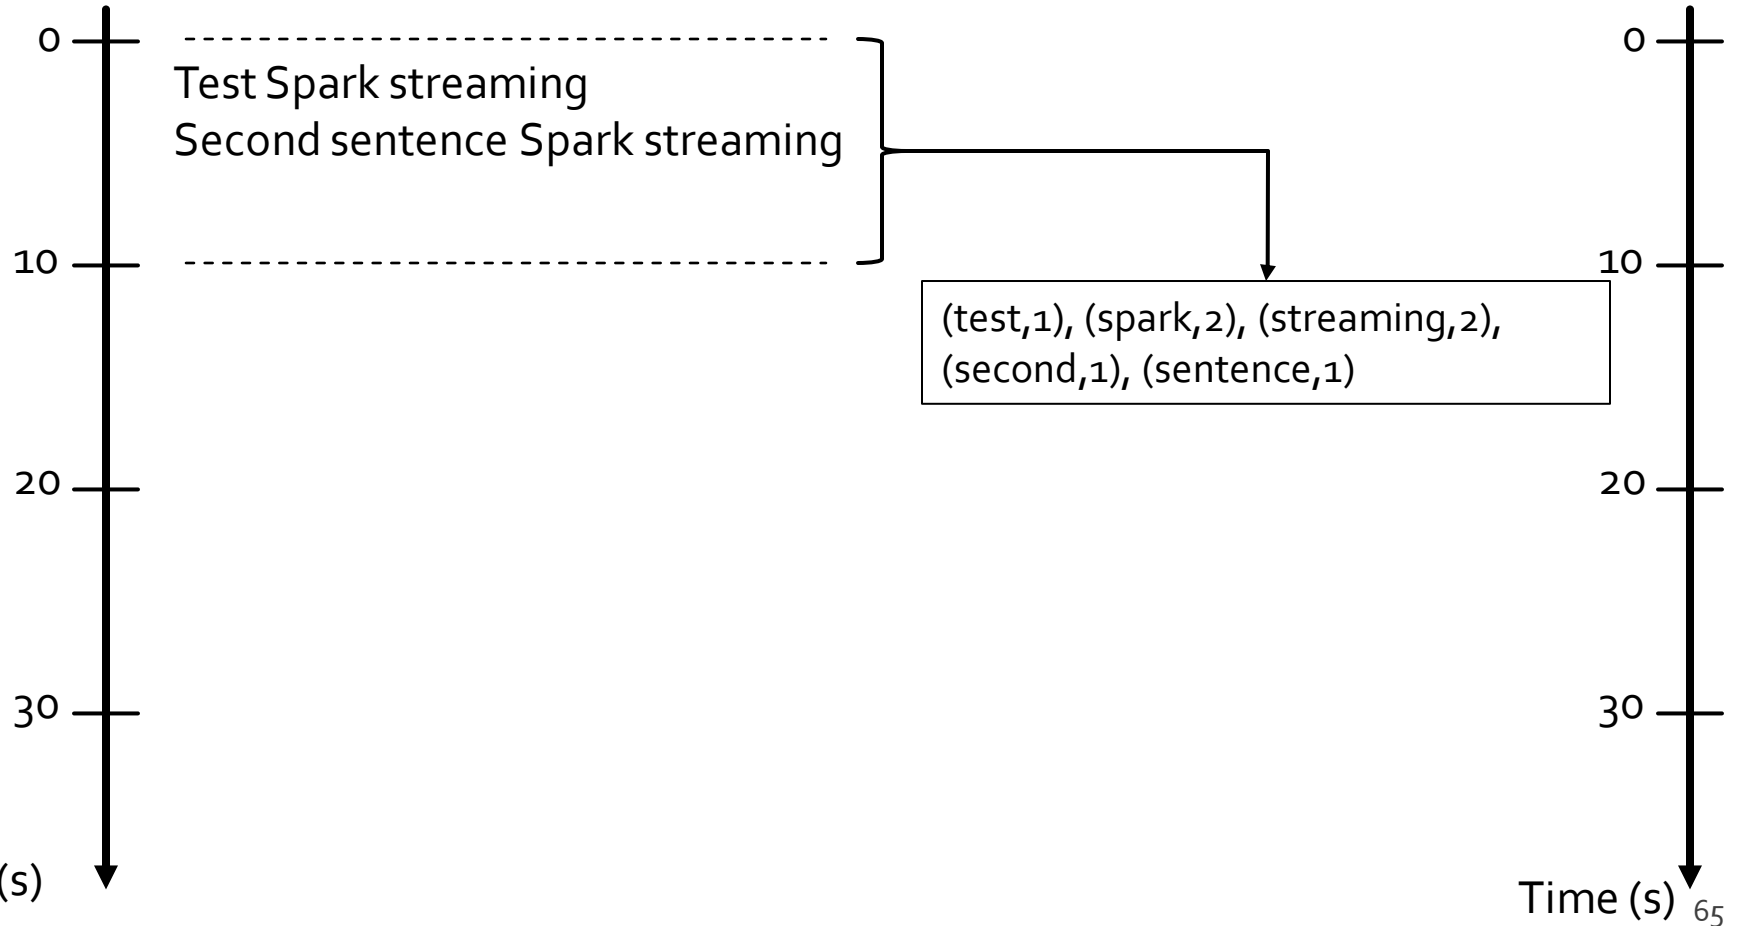 0
Test Spark streaming
Second sentence Spark streaming
10
20
30
(s)
0
10
(test,1), (spark,2), (streaming,2),
(second,1), (sentence,1)
20
30
Time (s)
65